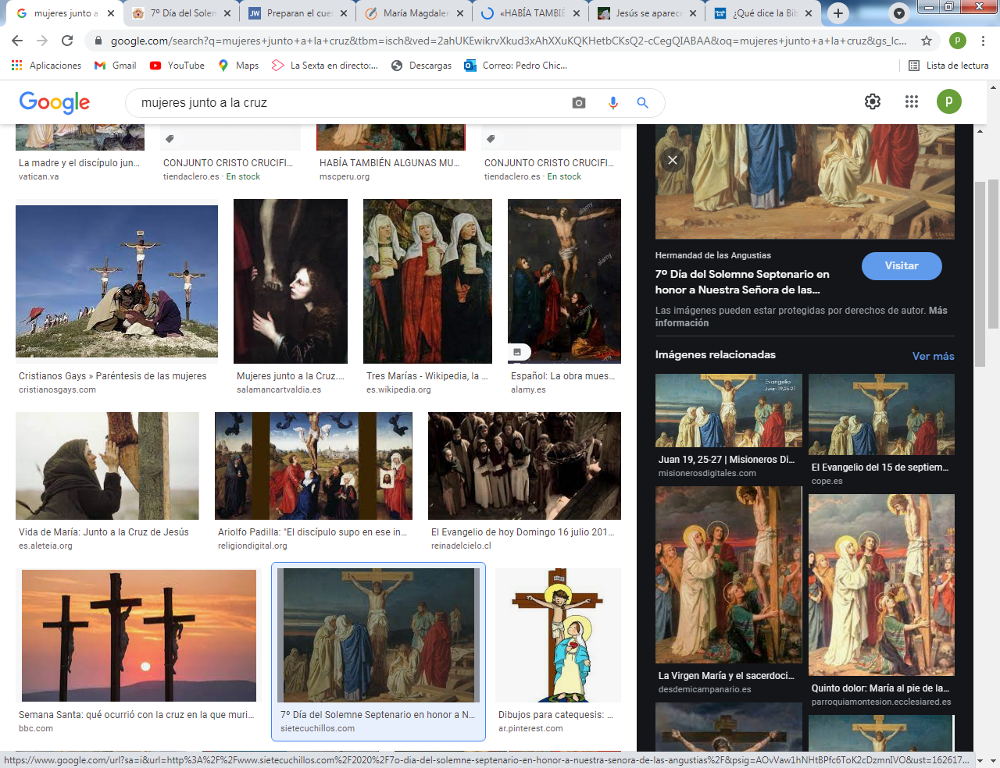 mujeres junto a
7º Día del Solem
Preparan el cue
María Magdaler
«HABÍA TAMBIÉ
Jesús se aparece
¿Qué dice la Bib
google.com/search?q=mujeres+junto+a+la+cruz&tbm=isch&ved=2ahUKEwikrvXkud3xAhXXuKQKHetbCKsQ2-cCegQIABAA&oq=mujeres+junto+a+la+cruz&gs_lc...
p
Aplicaciones
Gmail
YouTube
Maps
La Sexta en directo:...
Descargas
Correo: Pedro Chic...
Lista de lectura
Google
mujeres junto a la cruz
p
La madre y el discípulo jun...
vatican.va
CONJUNTO CRISTO CRUCIFI...
tiendaclero.es · En stock
HABÍA TAMBIÉN ALGUNAS MU...
mscperu.org
CONJUNTO CRISTO CRUCIFI...
tiendaclero.es · En stock
alamy
alamy
alamy
Cristianos Gays » Paréntesis de las mujeres
cristianosgays.com
Mujeres junto a la Cruz....
salamancartvaldia.es
Tres Marías - Wikipedia, la ...
es.wikipedia.org
Español: La obra mues...
alamy.es
Vida de María: Junto a la Cruz de Jesús
es.aleteia.org
Ariolfo Padilla: "El discípulo supo en ese in...
religiondigital.org
El Evangelio de hoy Domingo 16 julio 201...
reinadelcielo.cl
Semana Santa: qué ocurrió con la cruz en la que muri...
bbc.com
7º Día del Solemne Septenario en honor a N...
sietecuchillos.com
Dibujos para catequesis: ...
ar.pinterest.com
Hermandad de las Angustias
7º Día del Solemne Septenario en
honor a Nuestra Señora de las...
Visitar
Las imágenes pueden estar protegidas por derechos de autor. Más
información
Imágenes relacionadas
Ver más
Evangelio
Juan 19,25-27
Juan 19, 25-27 | Misioneros Di...
misionerosdigitales.com
El Evangelio del 15 de septiem...
cope.es
La Virgen María y el sacerdoci...
desdemicampanario.es
Quinto dolor: María al pie de la...
parroquiamontesion.ecclesiared.es
https://www.google.com/url?sa=i&url=http%3A%2F%2Fwww.sietecuchillos.com%2F2020%2F7o-dia-del-solemne-septenario-en-honor-a-nuestra-senora-de-las-angustias%2F&psig=AOvVaw1hNHtBPfc6ToK2cDzmnIVO&ust=162617...